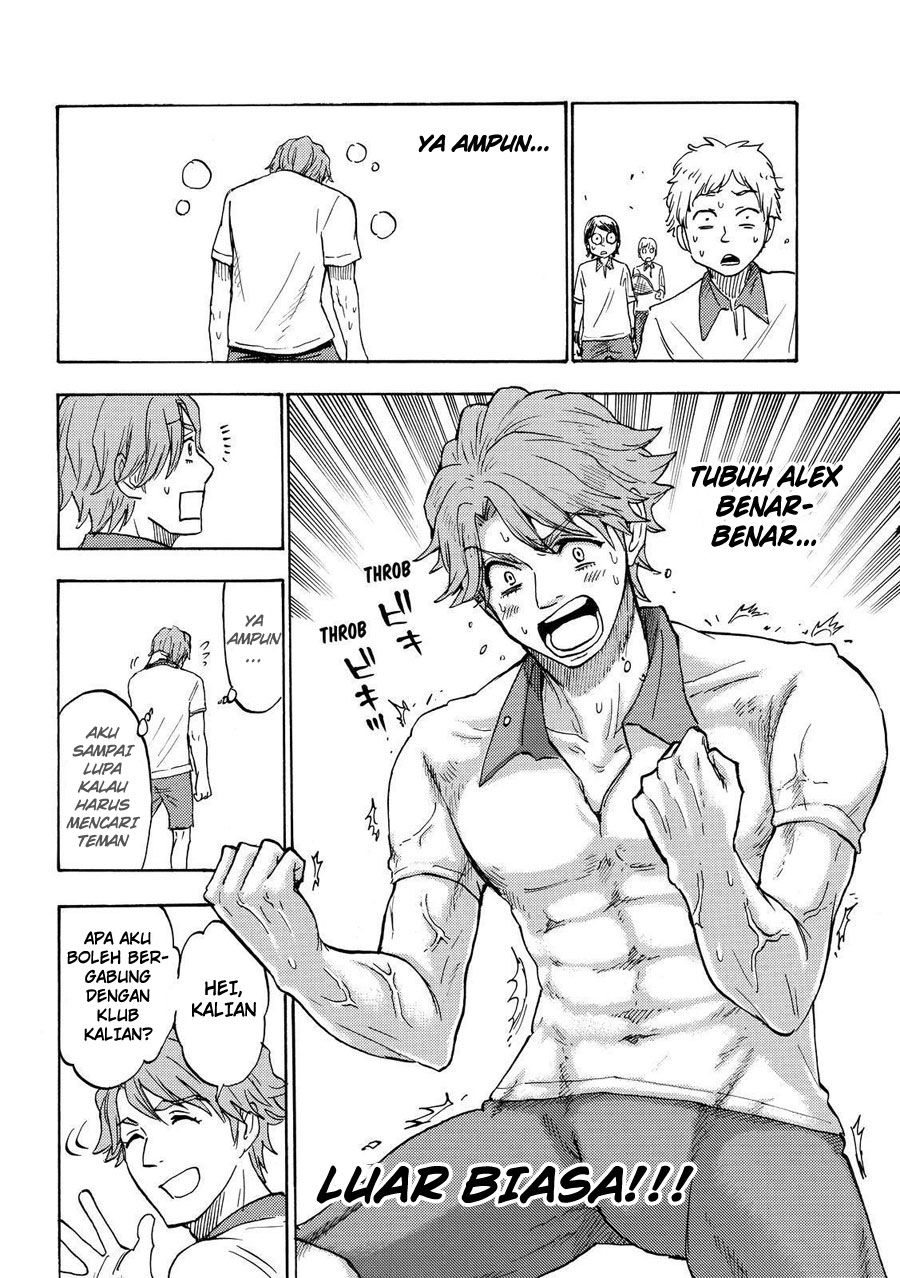 YA AMPUN...
TUBUH ALEX
BENAR-
BENAR...
THROB
ビキ
THROB
ビキッ
LUAR BIASA!!!
YA
AMPUN
...
AKU
SAMPAI
LUPA
KALAU
HARUS
MENCARI
TEMAN
HEI,
KALIAN
APA AKU
BOLEH BER-
GABUNG
DENGAN
KLUB
KALIAN?